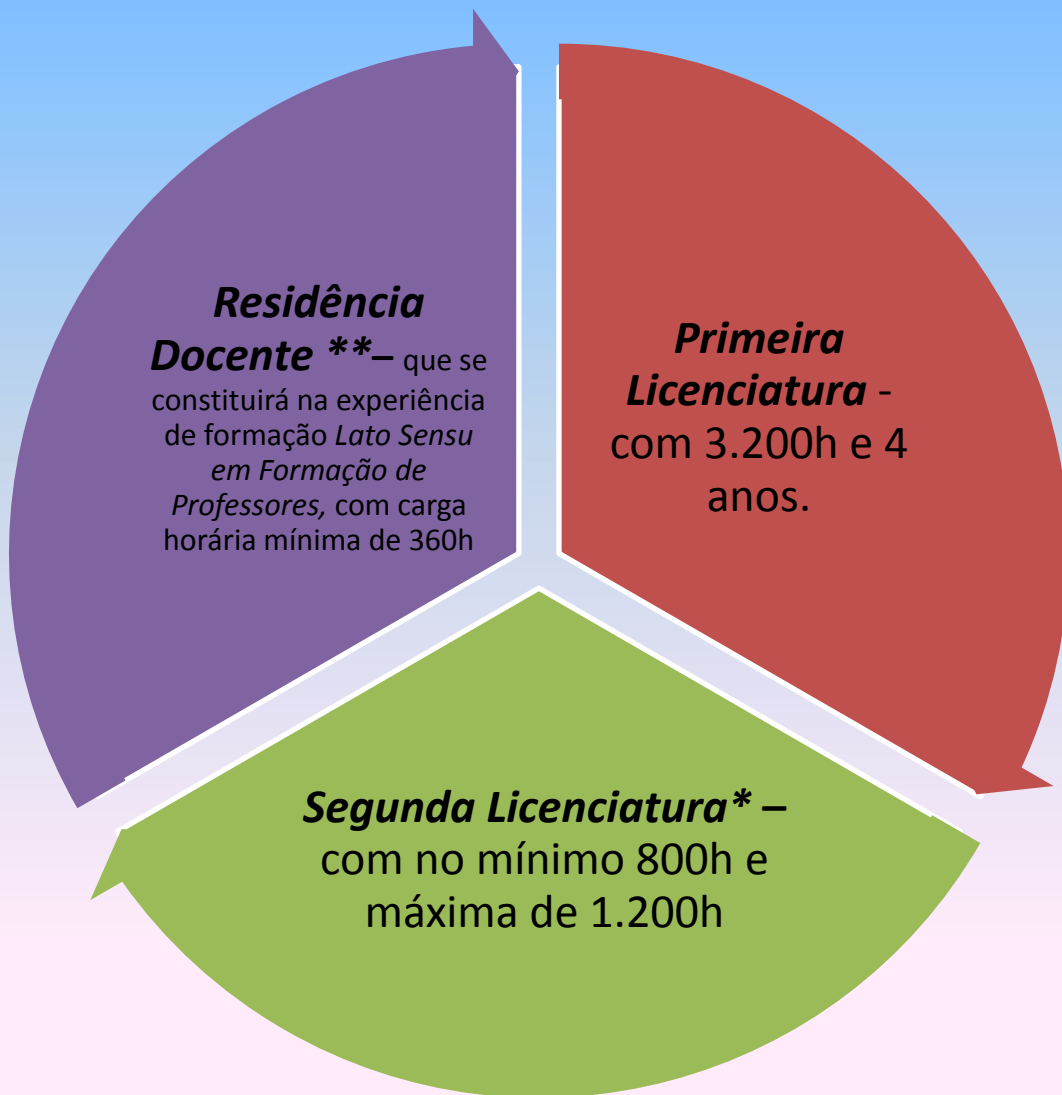 Residência
Docente **– que se
constituirá na experiência
de formação Lato Sensu
em Formação de
Professores, com carga
horária mínima de 360h
Primeira
Licenciatura -
com 3.200h e 4
anos.
Segunda Licenciatura* –
com no mínimo 800h e
máxima de 1.200h